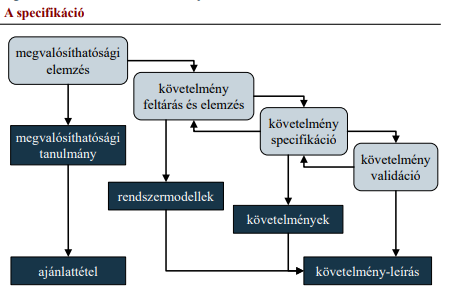 A specifikáció
megvalósíthatósági
elemzés
követelmény
feltárás és elemzés
követelmény
specifikáció
követelmény
validáció
megvalósíthatósági
tanulmány
rendszermodellek
követelmények
ajánlattétel
követelmény-leírás